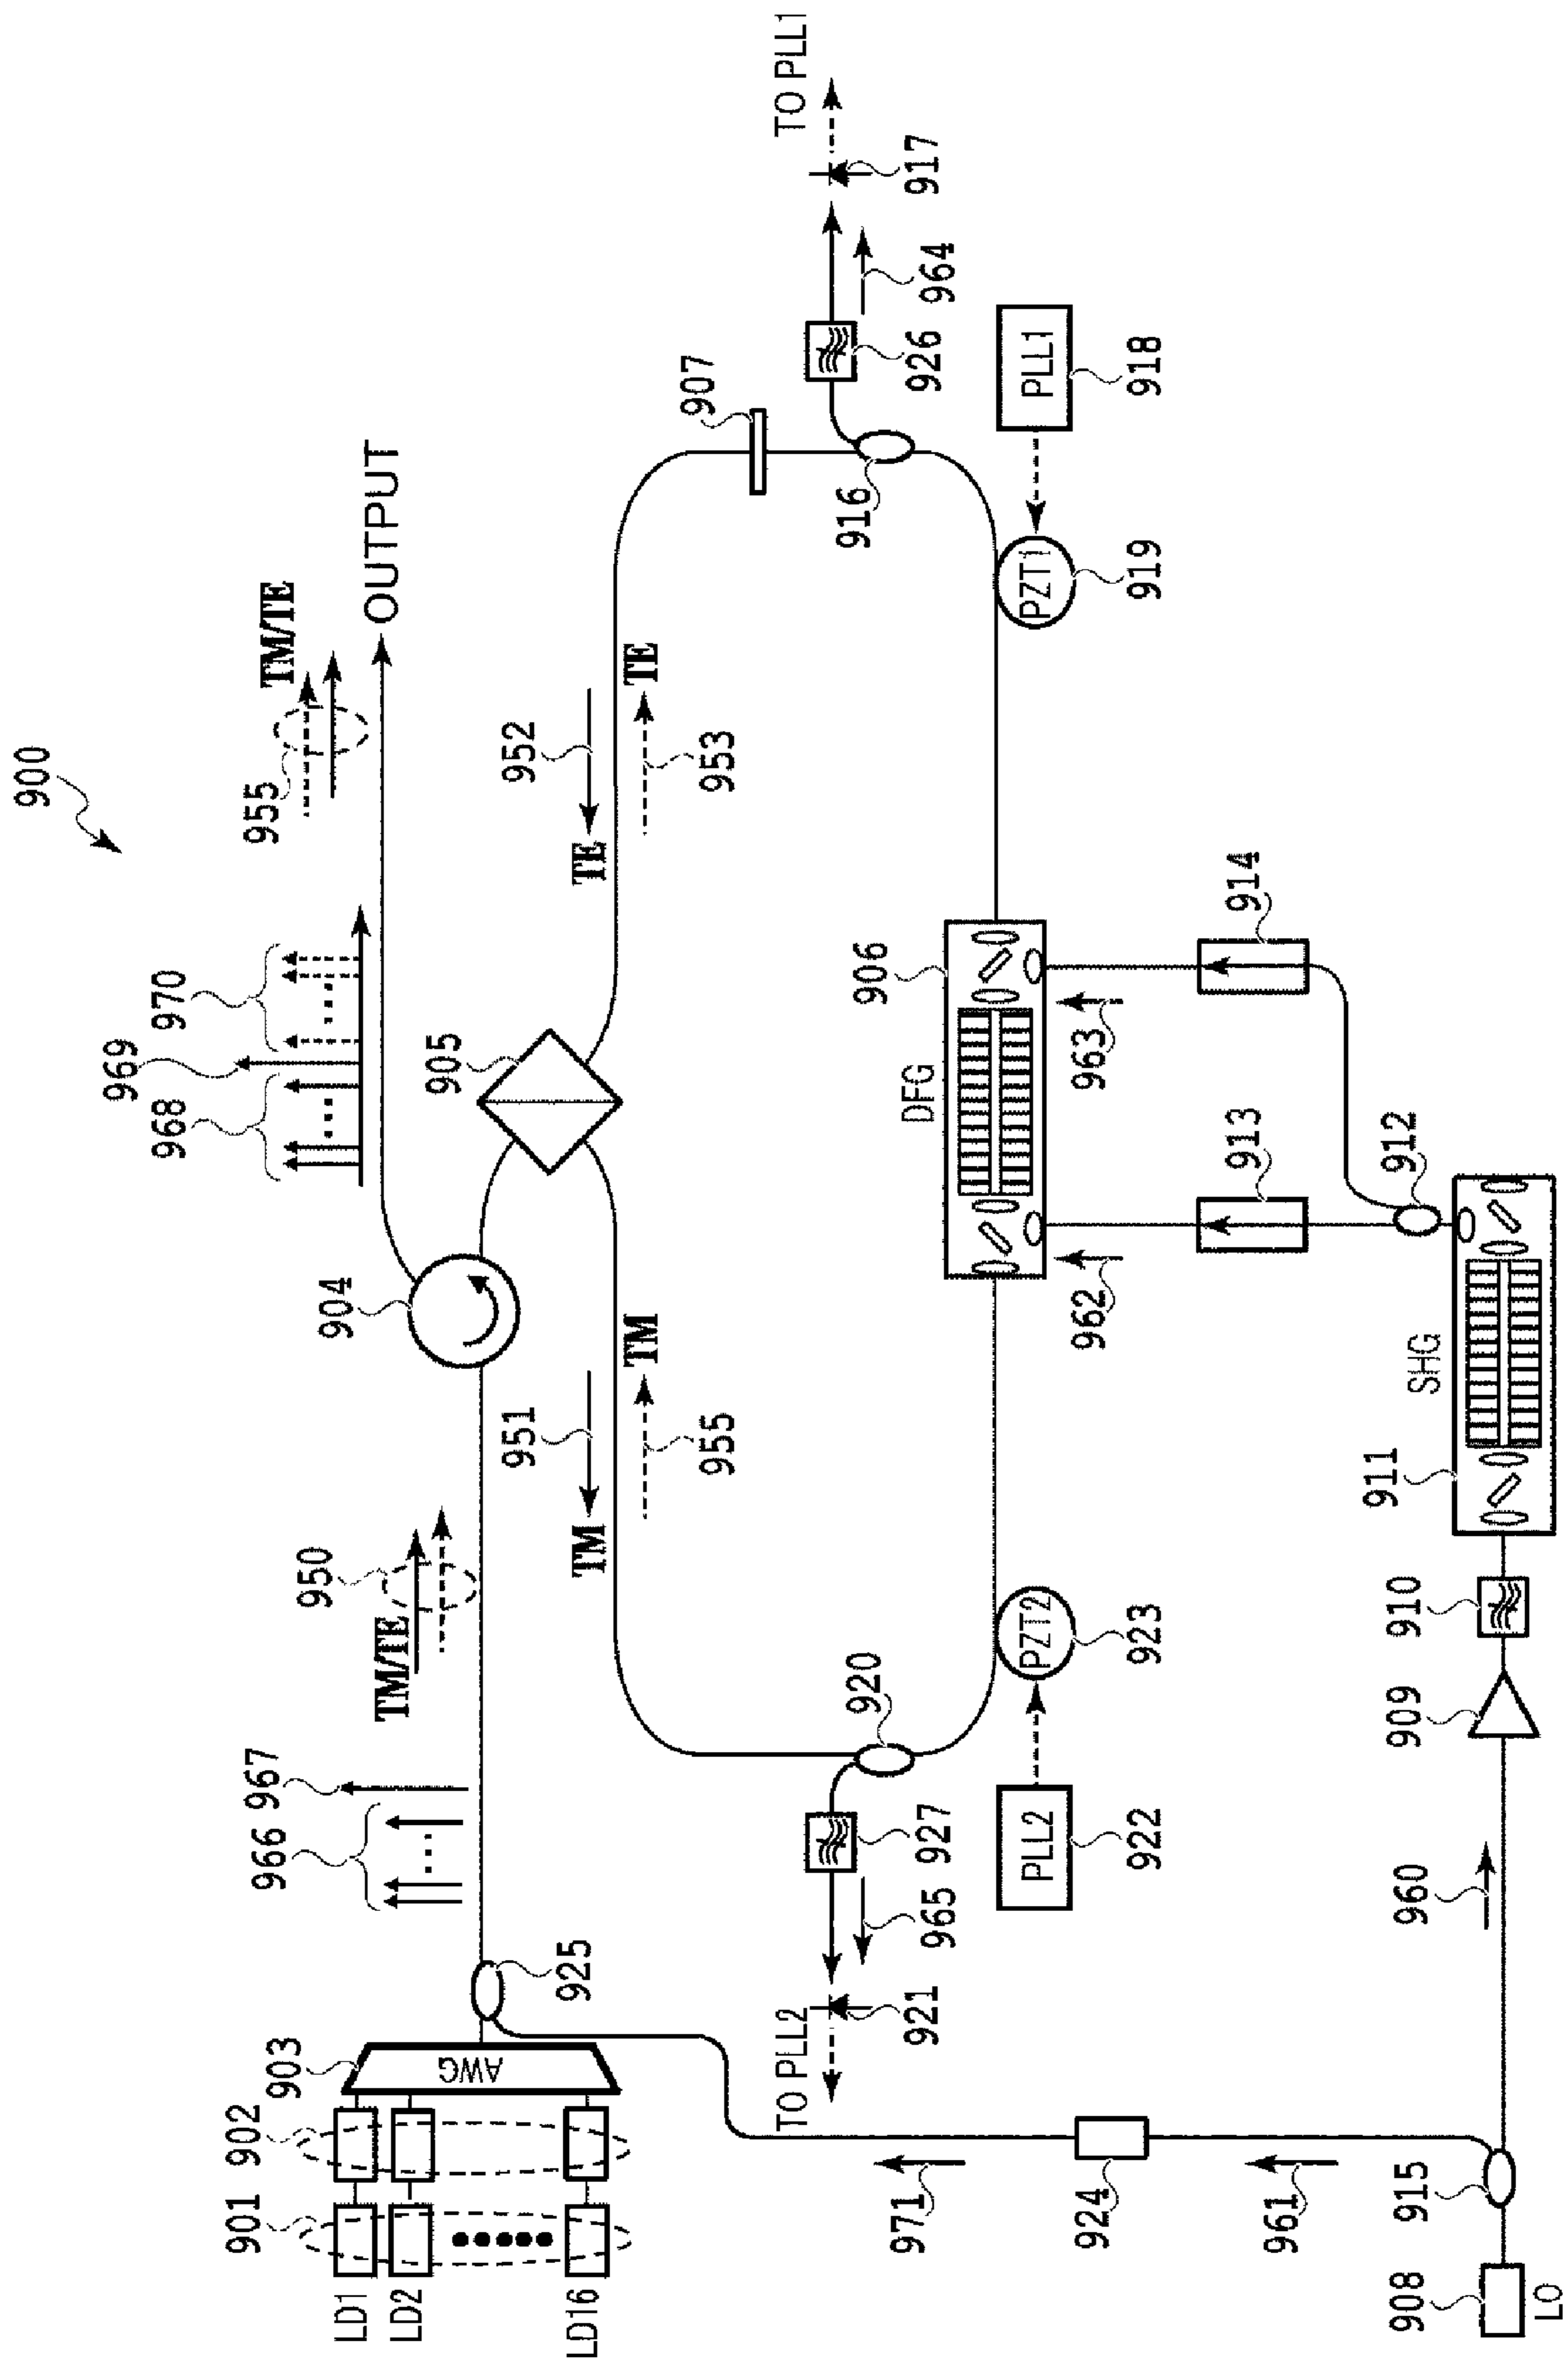 900
969
968 970
901 902 903
966 967
955 TM/TE
950
904
LD1
OUTPUT
TM/TE
LD2
905
AWG
951 952
925
LD16
TM TE
TM TE
955 953
907
TO PLL2
TO PLL1
920
916
906
971 921 965 927
926 964 917
DFG
PLL2 PZT2
PZT1 PLL1
962 963
922 923
919 918
924
913 914
961
912
915 960 909 910 911
908
SHG
LO